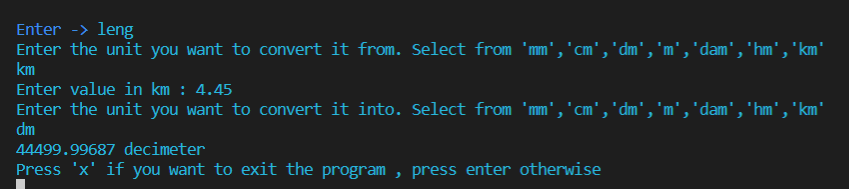 Enter -> leng
Enter the unit you want to convert it from. Select from 'mm','cm','dm','m','dam','hm','km'
km
Enter value in km : 4.45
Enter the unit you want to convert it into. Select from 'mm','cm','dm','m','dam','hm','km'
dm
44499.99687 decimeter
Press 'x' if you want to exit the program , press enter otherwise